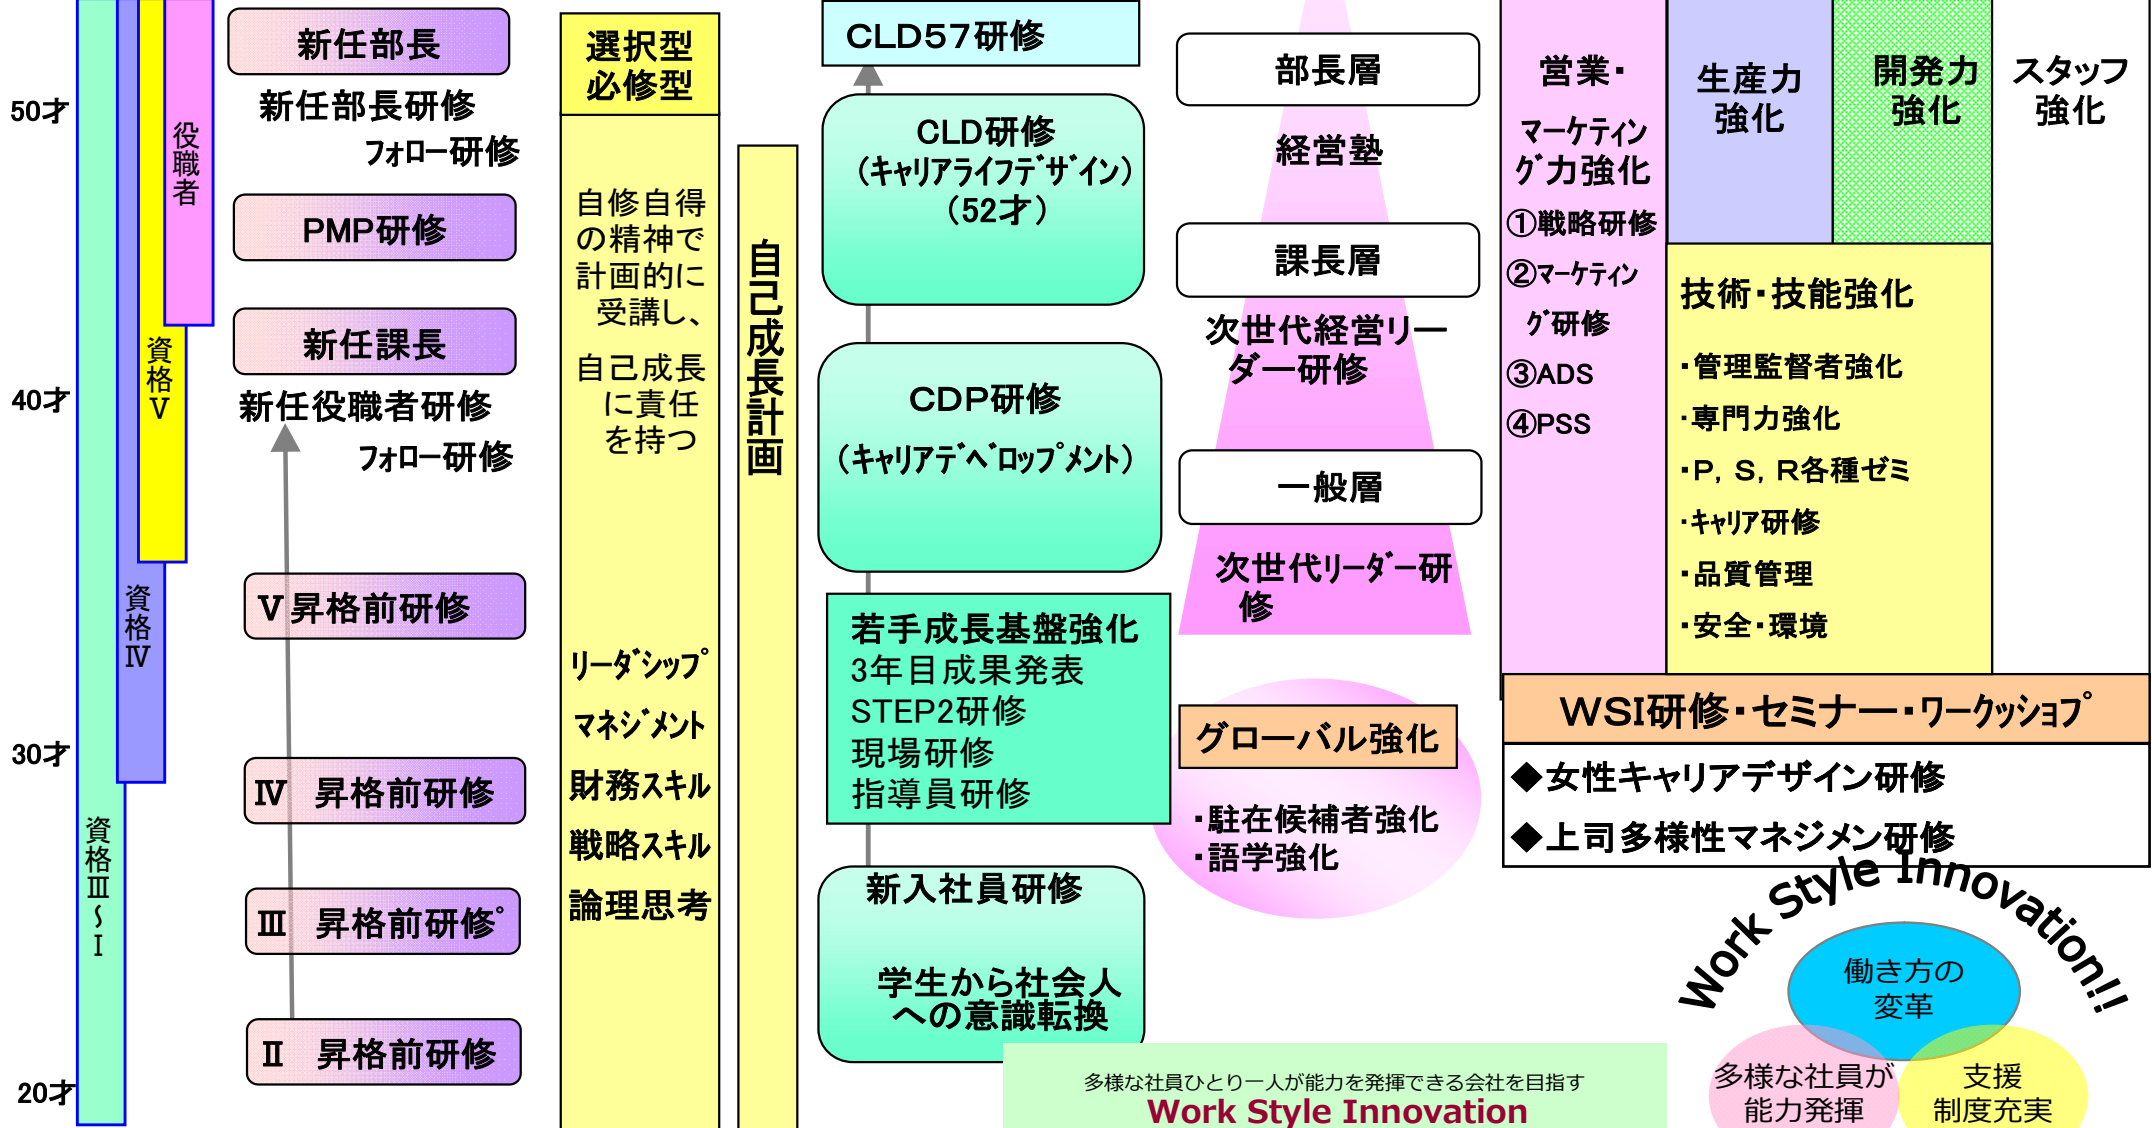 50才
40才
30才
20才
役職者
資格Ⅴ
資格Ⅳ
資格Ⅲ～Ⅰ
新任部長
新任部長研修
フォロー研修
PMP研修
新任課長
新任役職者研修
フォロー研修
Ⅴ昇格前研修
Ⅳ 昇格前研修
Ⅲ 昇格前研修゜
Ⅱ 昇格前研修
選択型
必修型
自修自得
の精神で
計画的に
受講し、
自己成長
に責任
を持つ
リーダシップ
マネジメント
財務スキル
戦略スキル
論理思考
自己成長計画
CLD57研修
CLD研修
（キャリアライフデザイン）
（52才）
CDP研修
（キャリアデベロップメント）
若手成長基盤強化
3年目成果発表
STEP2研修
現場研修
指導員研修
新入社員研修
学生から社会人
への意識転換
部長層
経営塾
課長層
次世代経営リー
ダー研修
一般層
次世代リーダー研
修
グローバル強化
・駐在候補者強化
・語学強化
営業・
マーケティン
グ力強化
①戦略研修
②マーケティン
グ研修
③ADS
④PSS
生産力
強化
開発力
強化
スタッフ
強化
技術・技能強化
・管理監督者強化
・専門力強化
・P, S, R各種ゼミ
・キャリア研修
・品質管理
・安全・環境
WSI研修・セミナー・ワークッショプ
◆女性キャリアデザイン研修
◆上司多様性マネジメン研修
Work Style Innovation!!
働き方の
変革
多様な社員が
能力発揮
支援
制度充実
多様な社員ひとり一人が能力を発揮できる会社を目指す
Work Style Innovation